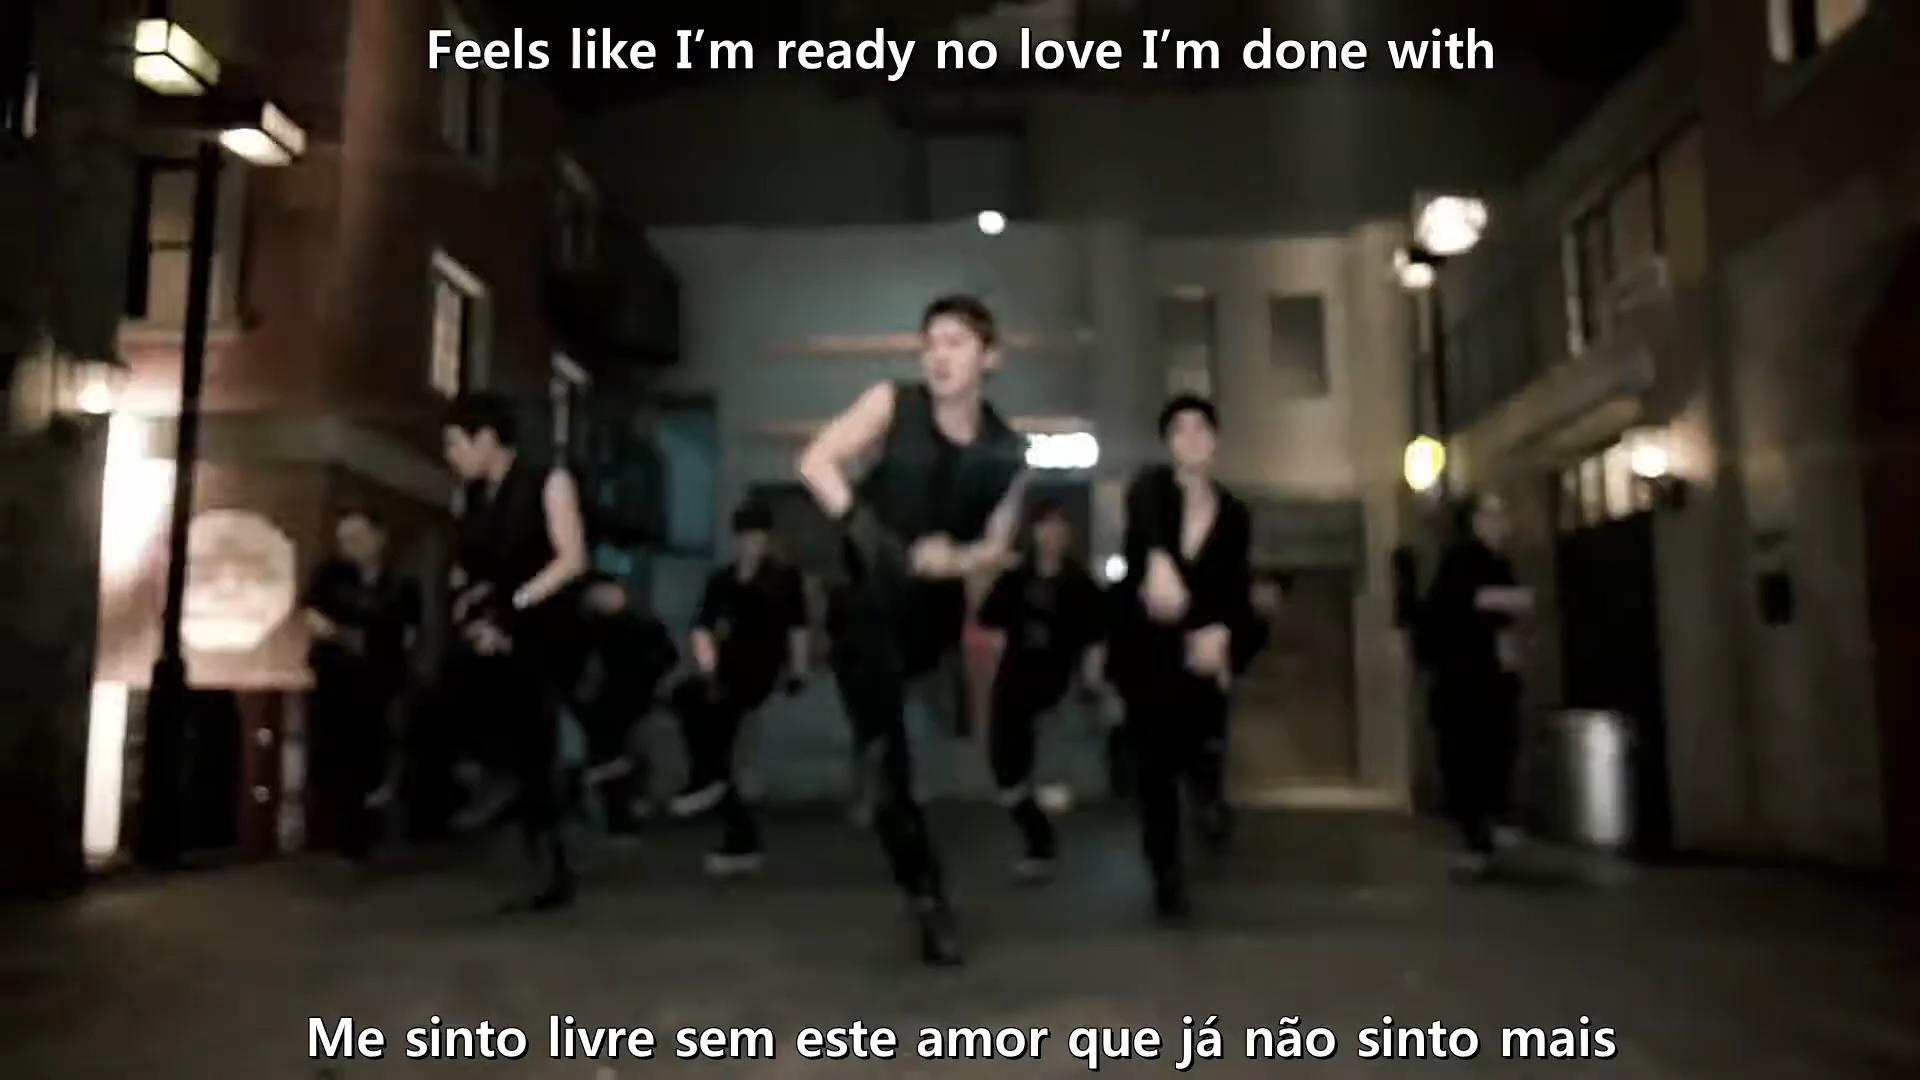 Feels like I’m ready no love I’m done with
Me sinto livre sem este amor que já não sinto mais